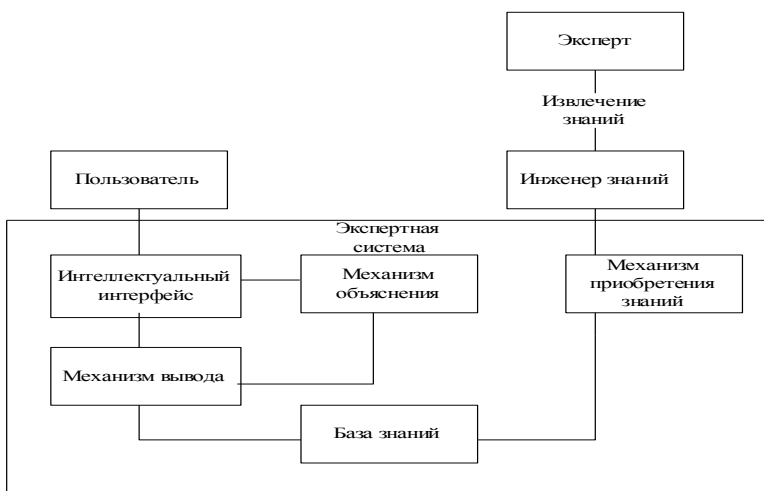 Эксперт
Извлечение
знаний
Пользователь
Инженер знаний
Экспертная
система
Интеллектуальный
интерфейс
Механизм
объяснения
Механизм
приобретения
знаний
Механизм вывода
База знаний